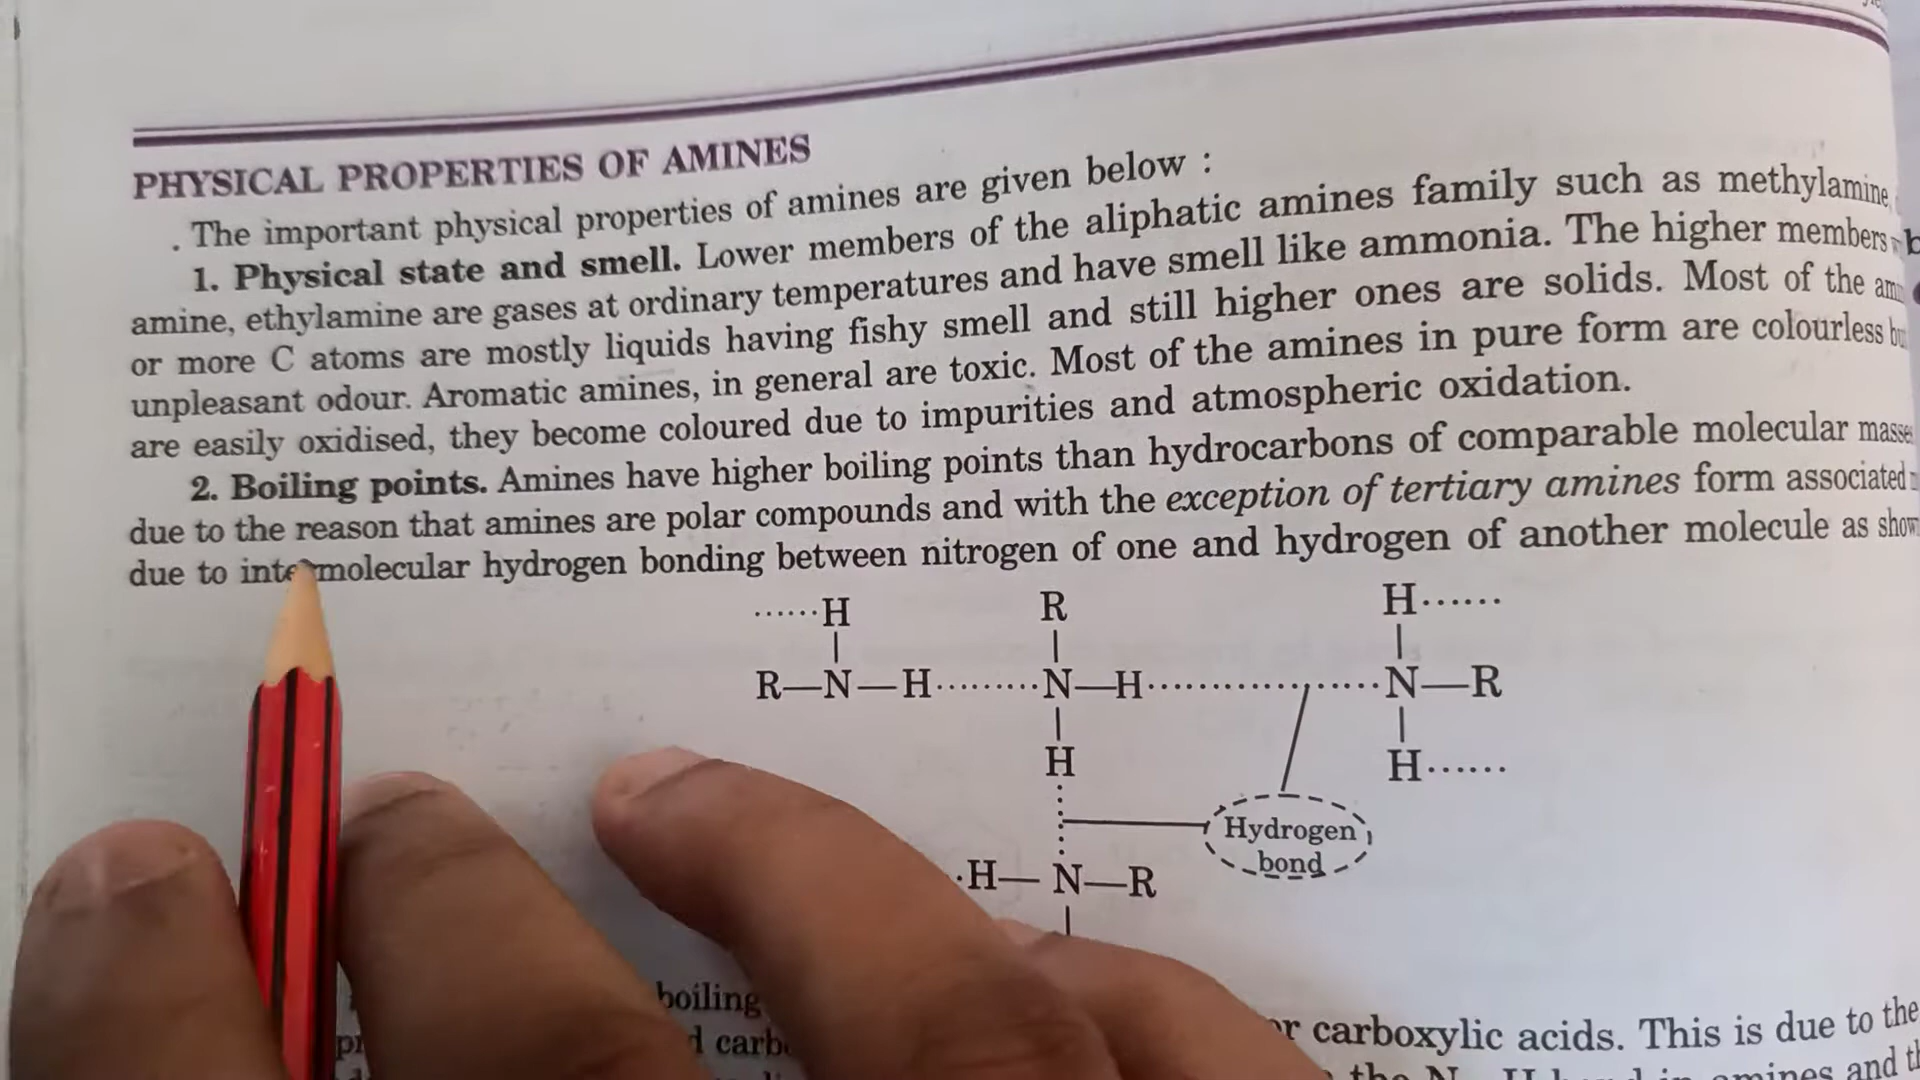 PHYSICAL PROPERTIES OF AMINES
. The important physical properties of amines are given below :
1. Physical state and smell. Lower members of the aliphatic amines family such as methylamine,
amine, ethylamine are gases at ordinary temperatures and have smell like ammonia. The higher members
or more C atoms are mostly liquids having fishy smell and still higher ones are solids. Most of the
unpleasant odour. Aromatic amines, in general are toxic. Most of the amines in pure form are colourless
are easily oxidised, they become coloured due to impurities and atmospheric oxidation.
2. Boiling points. Amines have higher boiling points than hydrocarbons of comparable molecular
due to the reason that amines are polar compounds and with the exception of tertiary amines form associated
due to intermolecular hydrogen bonding between nitrogen of one and hydrogen of another molecule as
......H R H......
| | |
R—N—H.........N—H....................N—R
| |
H H......
Hydrogen
bond
.H—N—R
|
boiling
r carboxylic acids. This is due to the
the N H bond in amines and